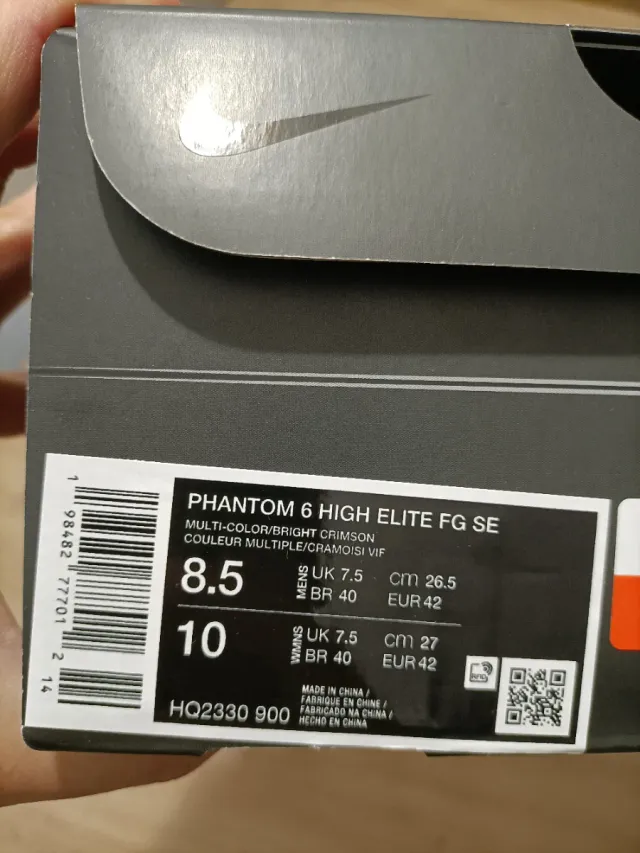 PHANTOM 6 HIGH ELITE FG SE
MULTI-COLOR/BRIGHT CRIMSON
COULEUR MULTIPLE/CRAMOISI VIF
8.5 MENS UK 7.5 cm 26.5
BR 40 EUR 42
10 WMNS UK 7.5 cm 27
BR 40 EUR 42
HQ2330 900
MADE IN CHINA /
FABRIQUE EN CHINE /
FABRICADO NA CHINA /
HECHO EN CHINA
RFID
1 98482 77701 2 14